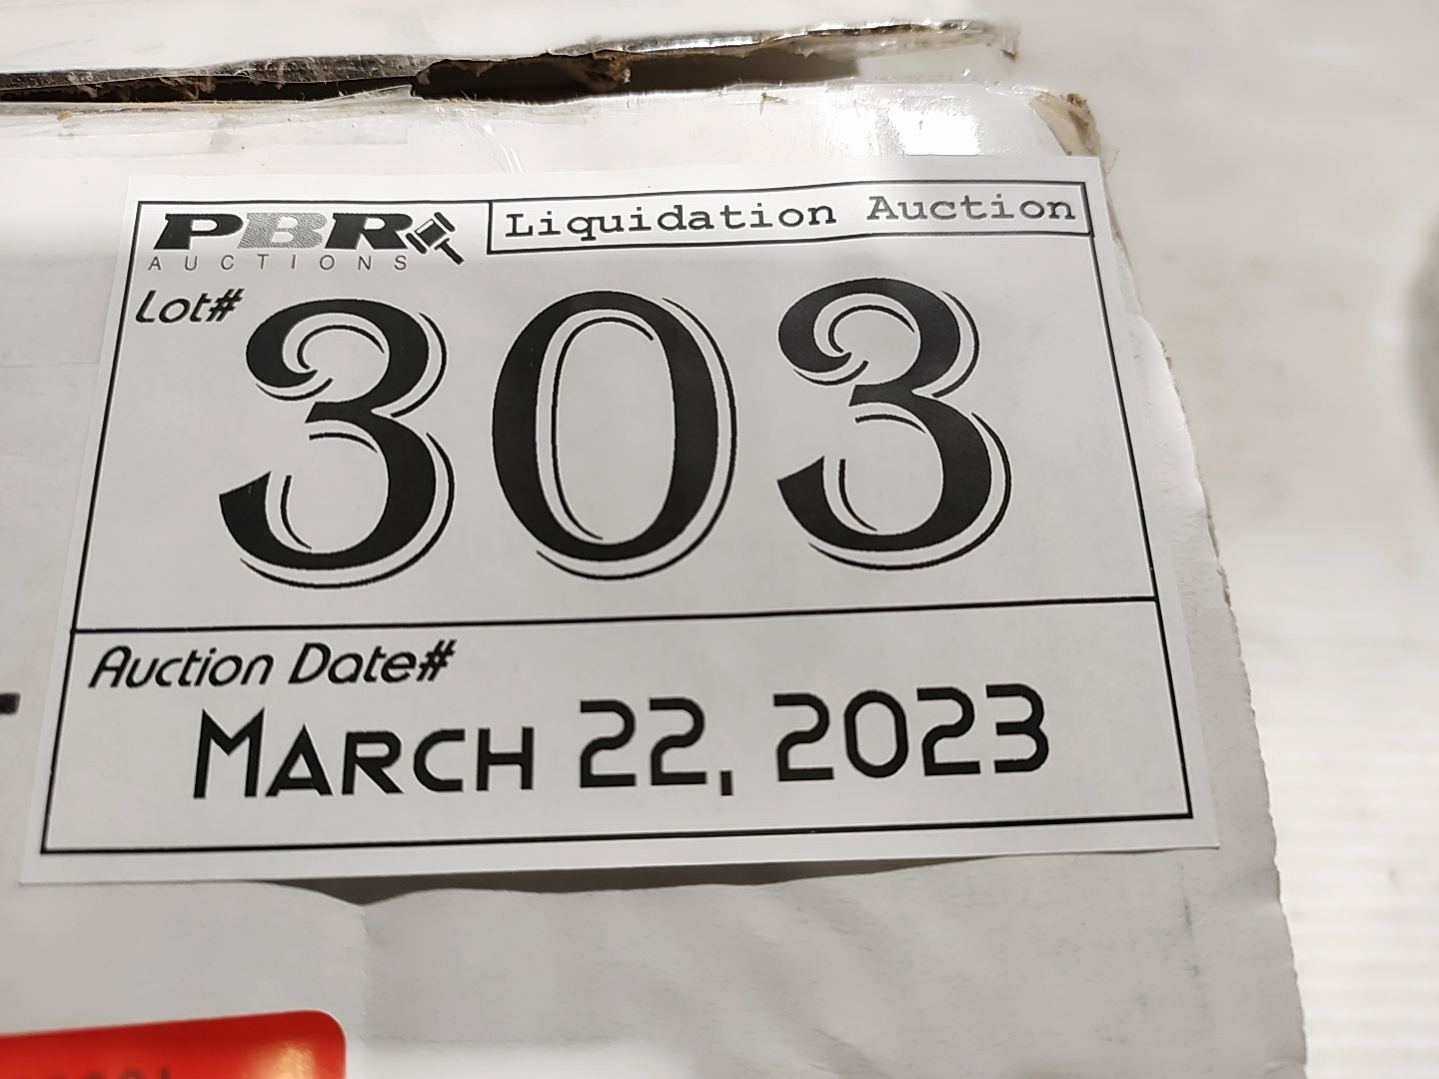 PBR
AUCTIONS
Liquidation Auction
Lot#
303
Auction Date#
MARCH 22, 2023